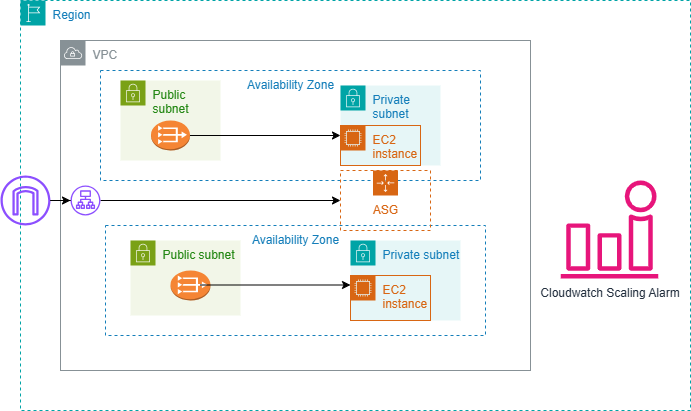 Region
VPC
Availability Zone
Public
subnet
Private
subnet
EC2
instance
ASG
Availability Zone
Public subnet
Private subnet
EC2
instance
Cloudwatch Scaling Alarm